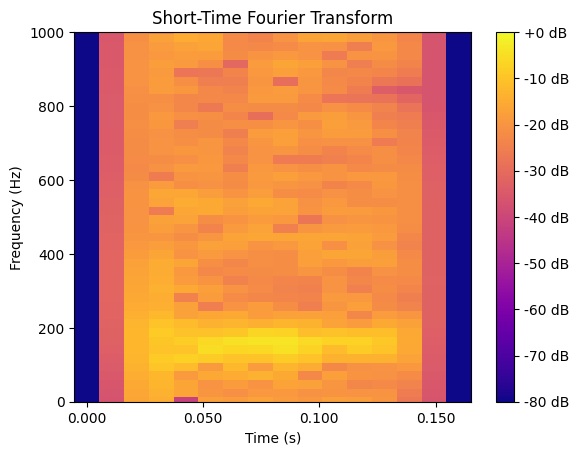 Short-Time Fourier Transform
1000
800
600
400
200
0
Frequency (Hz)
0.000
0.050
0.100
0.150
Time (s)
+0 dB
-10 dB
-20 dB
-30 dB
-40 dB
-50 dB
-60 dB
-70 dB
-80 dB